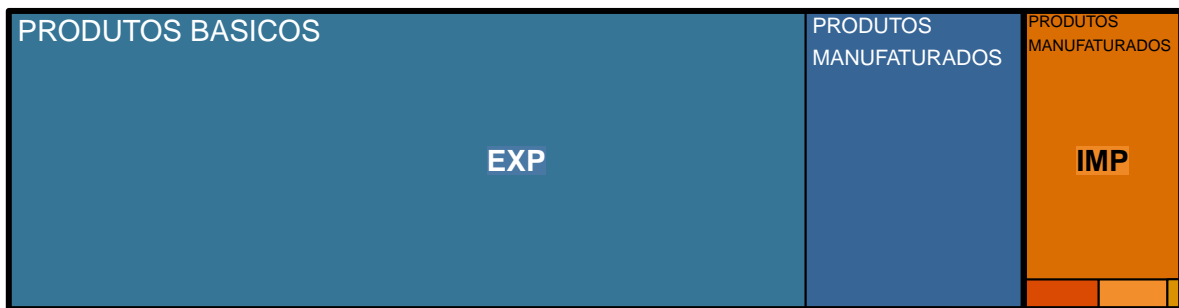 PRODUTOS BASICOS
EXP
PRODUTOS
MANUFATURADOS
PRODUTOS
MANUFATURADOS
IMP